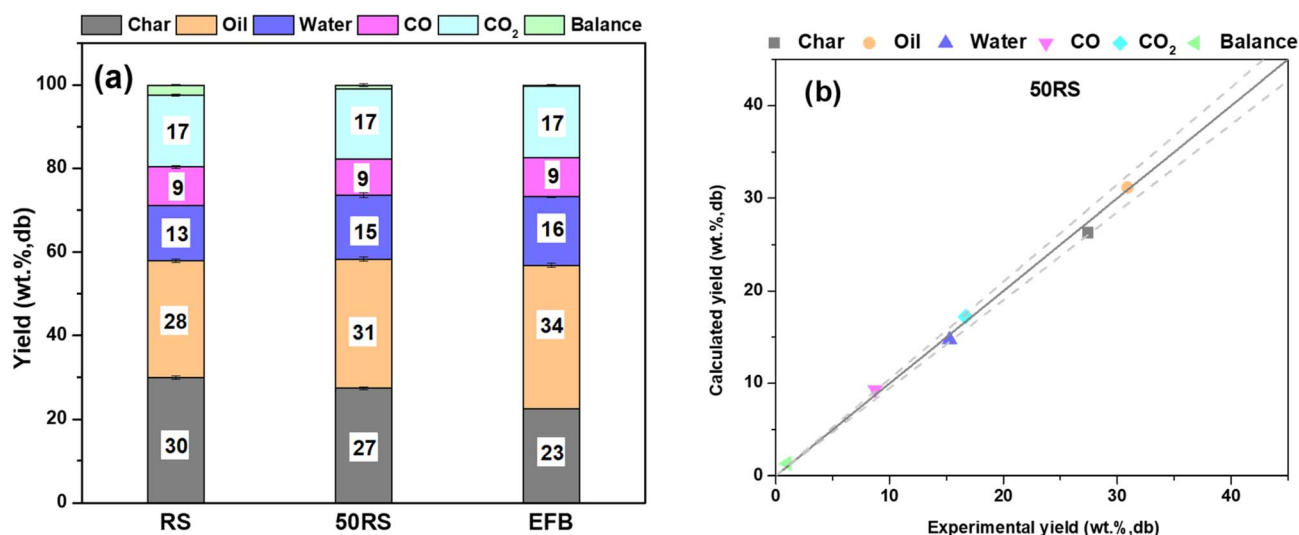 Char Oil Water CO CO₂ Balance
(a)
Yield (wt.%,db)
100
80
60
40
20
0
17
9
13
28
30
17
9
15
31
27
17
9
16
34
23
RS 50RS EFB
Char Oil Water CO CO₂ Balance
(b)
50RS
Calculated yield (wt.%,db)
40
30
20
10
0
0 10 20 30 40
Experimental yield (wt.%,db)